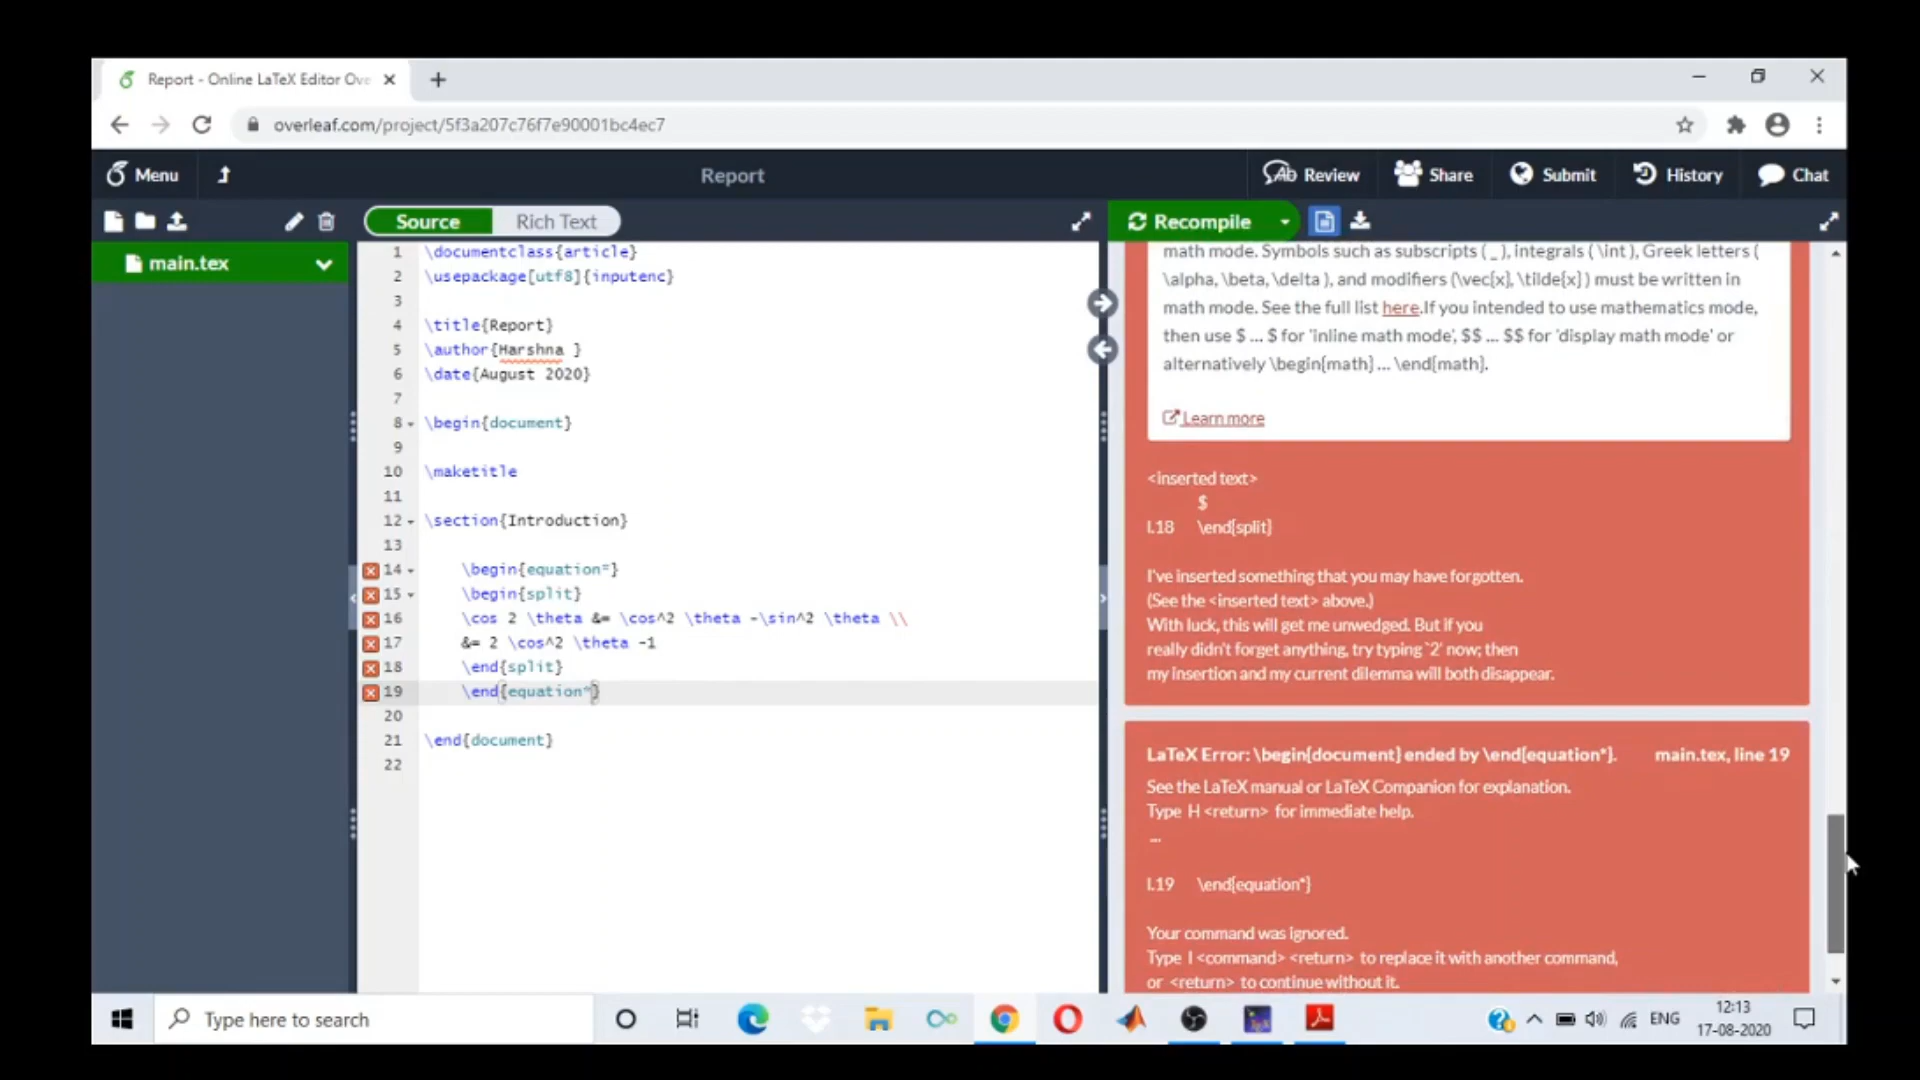 Report - Online LaTeX Editor Ove
overleaf.com/project/5f3a207c76f7e90001bc4ec7
Menu
Report
Review
Share
Submit
History
Chat
Source
Rich Text
Recompile
main.tex
1 \documentclass{article}
2 \usepackage[utf8]{inputenc}
3
4 \title{Report}
5 \author{Harshna }
6 \date{August 2020}
7
8 \begin{document}
9
10 \maketitle
11
12 \section{Introduction}
13
14 \begin{equation*}
15 \begin{split}
16 \cos 2 \theta &= \cos^2 \theta -\sin^2 \theta \\
17 &= 2 \cos^2 \theta -1
18 \end{split}
19 \end{equation*}
20
21 \end{document}
22
math mode. Symbols such as subscripts ( _ ), integrals ( \int ), Greek letters (
\alpha, \beta, \delta ), and modifiers (\vec{x}, \tilde{x} ) must be written in
math mode. See the full list here.If you intended to use mathematics mode,
then use $ ... $ for 'inline math mode', $$ ... $$ for 'display math mode' or
alternatively \begin{math} ... \end{math}.
Learn more
<inserted text>
$
l.18 \end{split}
I've inserted something that you may have forgotten.
(See the <inserted text> above.)
With luck, this will get me unwedged. But if you
really didn't forget anything, try typing `2' now; then
my insertion and my current dilemma will both disappear.
LaTeX Error: \begin{document} ended by \end{equation*}.
main.tex, line 19
See the LaTeX manual or LaTeX Companion for explanation.
Type H <return> for immediate help.
...
l.19 \end{equation*}
Your command was ignored.
Type I <command> <return> to replace it with another command,
or <return> to continue without it.
Type here to search
ENG
12:13
17-08-2020